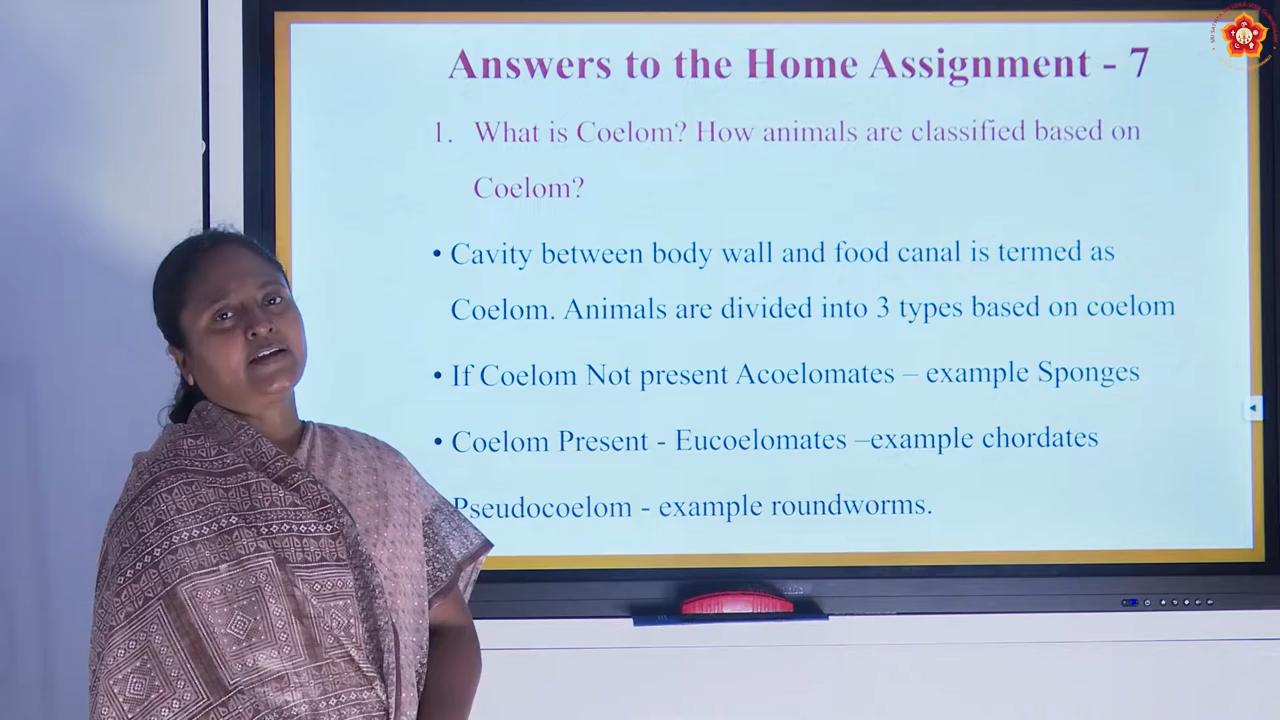 Answers to the Home Assignment - 7
1. What is Coelom? How animals are classified based on
Coelom?
• Cavity between body wall and food canal is termed as
Coelom. Animals are divided into 3 types based on coelom
• If Coelom Not present Acoelomates – example Sponges
• Coelom Present - Eucoelomates –example chordates
Pseudocoelom - example roundworms.